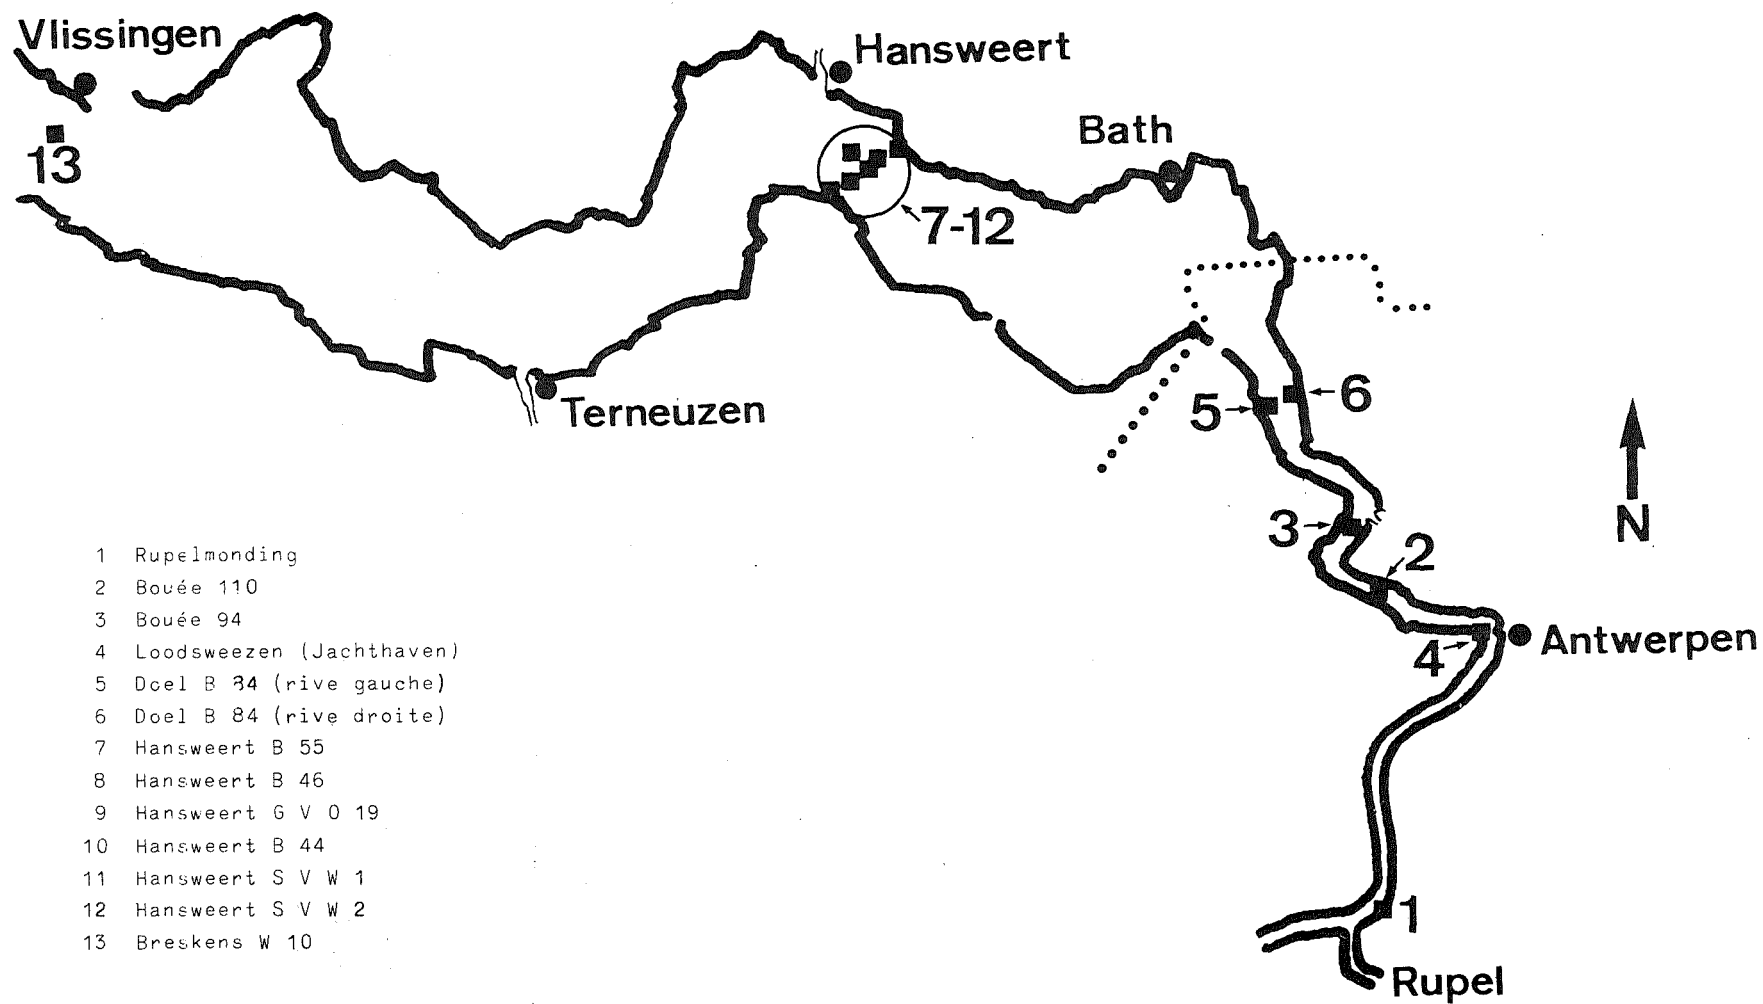 Vlissingen
Hansweert
Bath
13
7-12
6
5
Terneuzen
N
3
2
Antwerpen
4
1
Rupel
1 Rupelmonding
2 Bouée 110
3 Bouée 94
4 Loodsweezen (Jachthaven)
5 Doel B 84 (rive gauche)
6 Doel B 84 (rive droite)
7 Hansweert B 55
8 Hansweert B 46
9 Hansweert G V O 19
10 Hansweert B 44
11 Hansweert S V W 1
12 Hansweert S V W 2
13 Breskens W 10